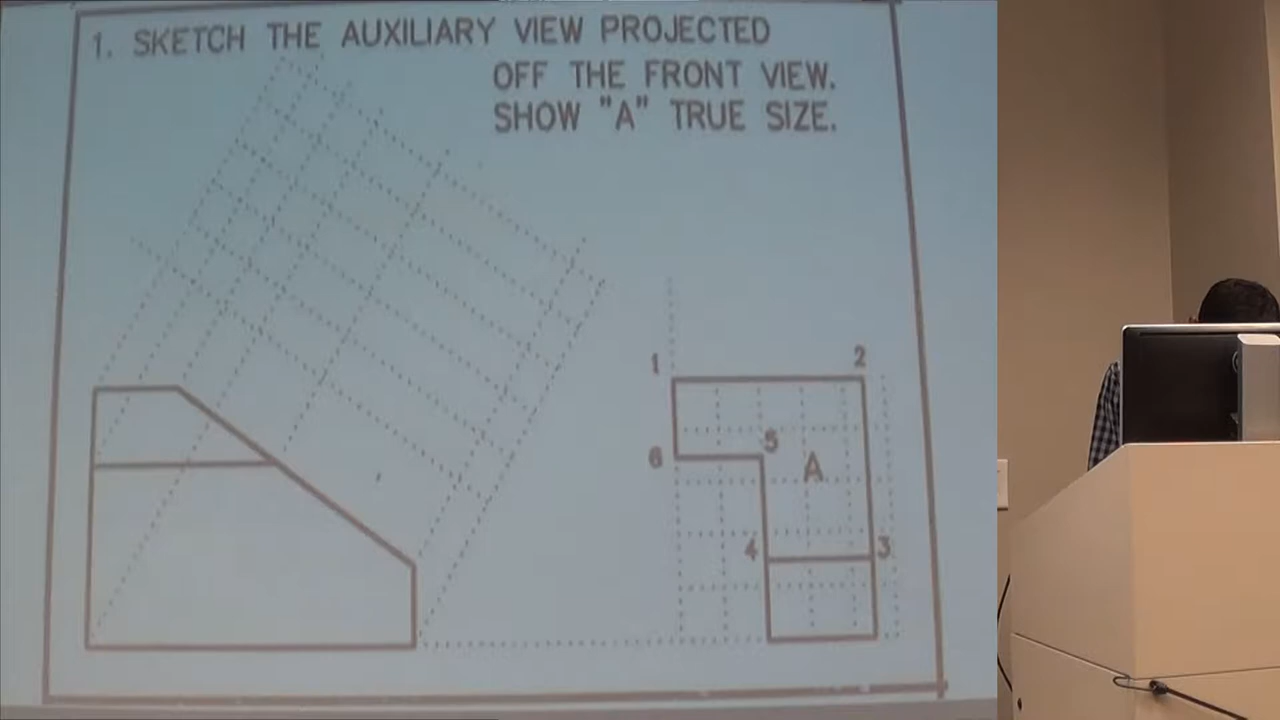 1. SKETCH THE AUXILIARY VIEW PROJECTED
OFF THE FRONT VIEW.
SHOW "A" TRUE SIZE.
1 2
5
6 A
4 3